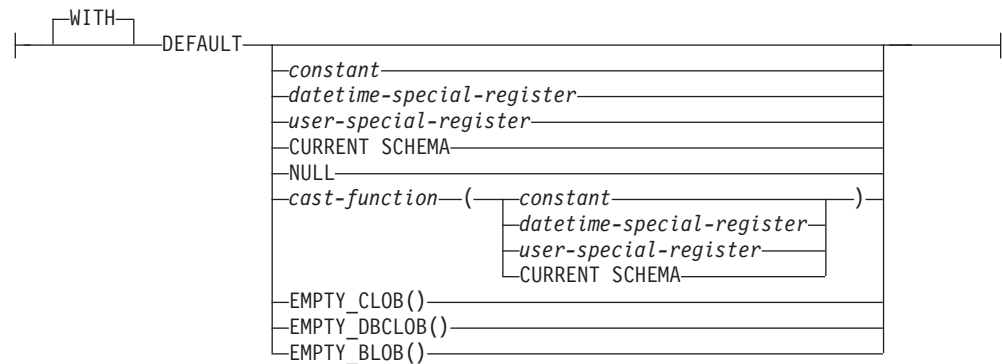 WITH
DEFAULT
constant
datetime-special-register
user-special-register
CURRENT SCHEMA
NULL
cast-function ( constant )
datetime-special-register
user-special-register
CURRENT SCHEMA
EMPTY_CLOB()
EMPTY_DBCLOB()
EMPTY_BLOB()